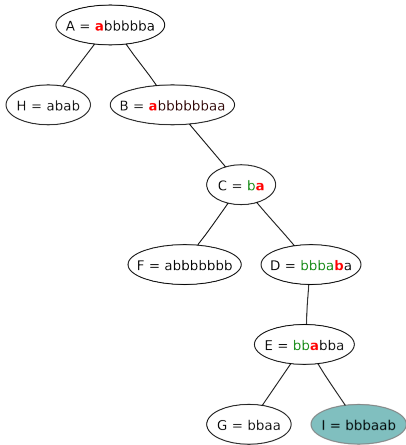 A = abbbbba
H = abab
B = abbbbbbaa
C = ba
F = abbbbbbb
D = bbbaba
E = bbabba
G = bbaa
I = bbbaab